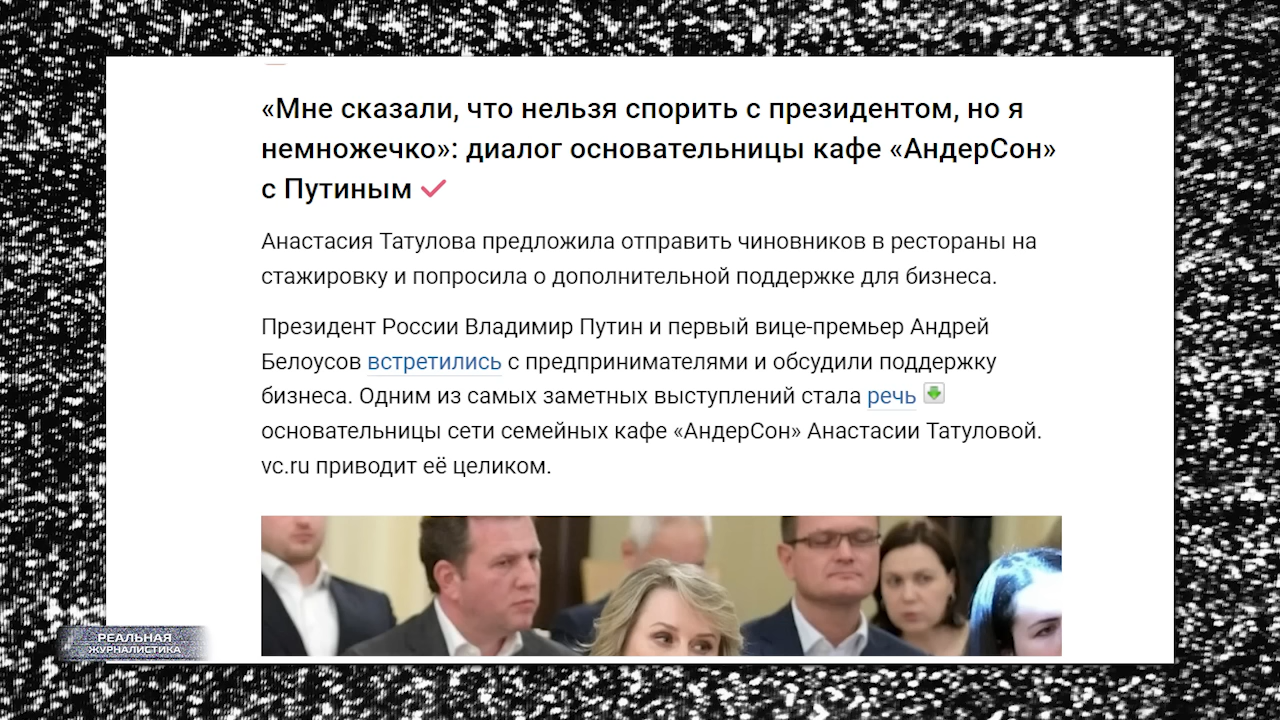 «Мне сказали, что нельзя спорить с президентом, но я
немножечко»: диалог основательницы кафе «АндерСон»
с Путиным
Анастасия Татулова предложила отправить чиновников в рестораны на
стажировку и попросила о дополнительной поддержке для бизнеса.
Президент России Владимир Путин и первый вице-премьер Андрей
Белоусов встретились с предпринимателями и обсудили поддержку
бизнеса. Одним из самых заметных выступлений стала речь
основательницы сети семейных кафе «АндерСон» Анастасии Татуловой.
vc.ru приводит её целиком.
РЕАЛЬНАЯ
ЖУРНАЛИСТИКА